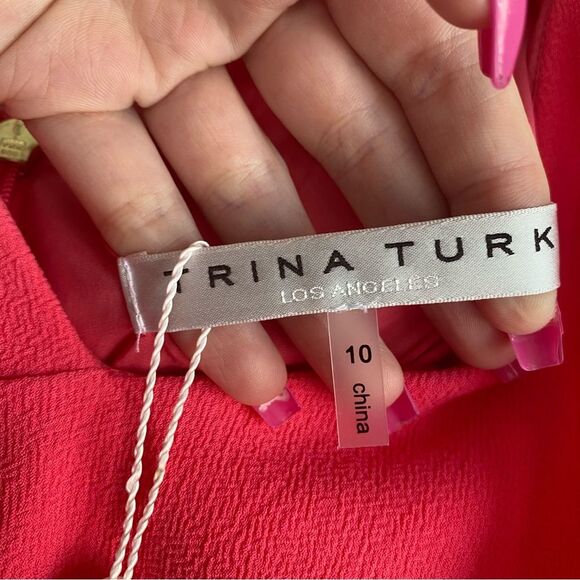 TRINA TURK
LOS ANGELES
10
china